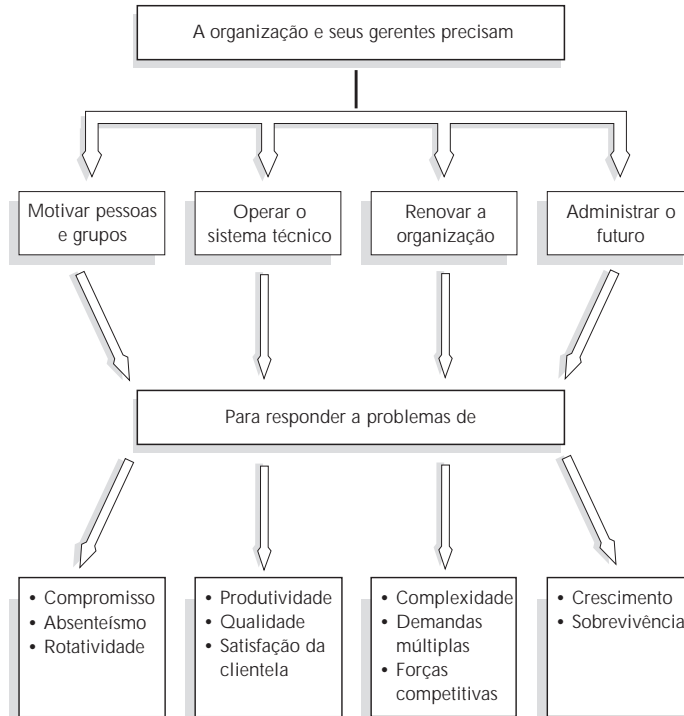 A organização e seus gerentes precisam
Motivar pessoas
e grupos
Operar o
sistema técnico
Renovar a
organização
Administrar o
futuro
Para responder a problemas de
• Compromisso
• Absenteísmo
• Rotatividade
• Produtividade
• Qualidade
• Satisfação da
clientela
• Complexidade
• Demandas
múltiplas
• Forças
competitivas
• Crescimento
• Sobrevivência